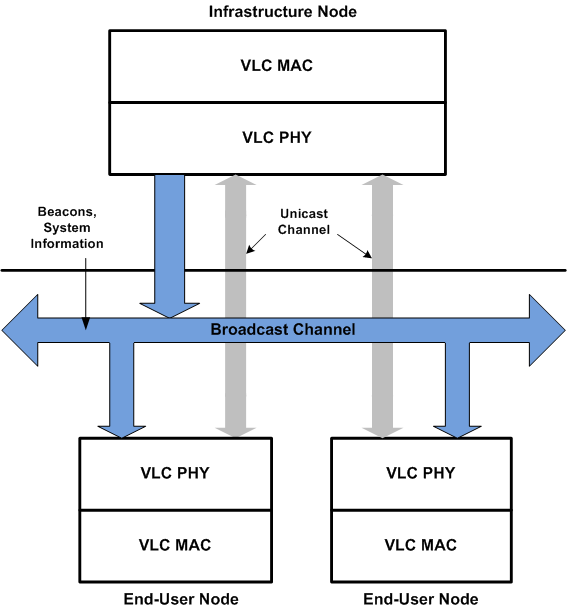 Infrastructure Node
VLC MAC
VLC PHY
Beacons,
System
Information
Unicast
Channel
Broadcast Channel
VLC PHY
VLC MAC
End-User Node
VLC PHY
VLC MAC
End-User Node